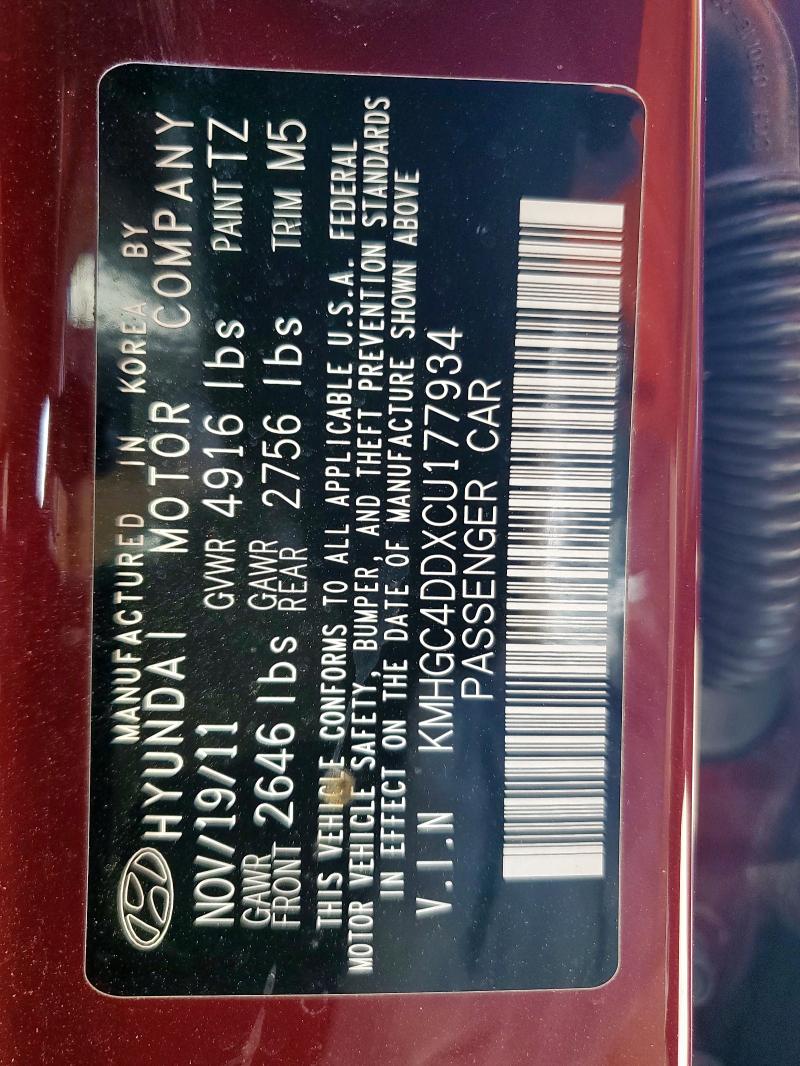 MANUFACTURED IN KOREA BY
HYUNDAI MOTOR COMPANY
NOV/19/11 GVWR 4916 lbs PAINT TZ
GAWR FRONT 2646 lbs GAWR REAR 2756 lbs TRIM M5
THIS VEHICLE CONFORMS TO ALL APPLICABLE U.S.A. FEDERAL
MOTOR VEHICLE SAFETY, BUMPER, AND THEFT PREVENTION STANDARDS
IN EFFECT ON THE DATE OF MANUFACTURE SHOWN ABOVE
V.I.N KMHGC4DDXCU177934
PASSENGER CAR